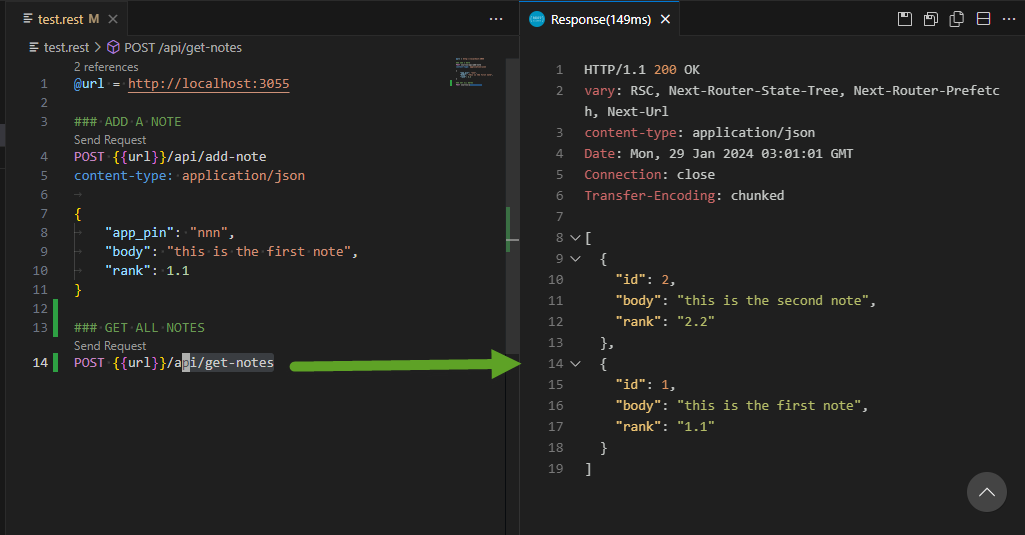 test.rest M
test.rest > POST /api/get-notes
2 references
1 @url = http://localhost:3055
2
3 ### ADD A NOTE
Send Request
4 POST {{url}}/api/add-note
5 content-type: application/json
6
7 {
8 "app_pin": "nnn",
9 "body": "this is the first note",
10 "rank": 1.1
11 }
12
13 ### GET ALL NOTES
Send Request
14 POST {{url}}/api/get-notes
Response(149ms)
1 HTTP/1.1 200 OK
2 vary: RSC, Next-Router-State-Tree, Next-Router-Prefetc
h, Next-Url
3 content-type: application/json
4 Date: Mon, 29 Jan 2024 03:01:01 GMT
5 Connection: close
6 Transfer-Encoding: chunked
7
8 [
9 {
10 "id": 2,
11 "body": "this is the second note",
12 "rank": "2.2"
13 },
14 {
15 "id": 1,
16 "body": "this is the first note",
17 "rank": "1.1"
18 }
19 ]